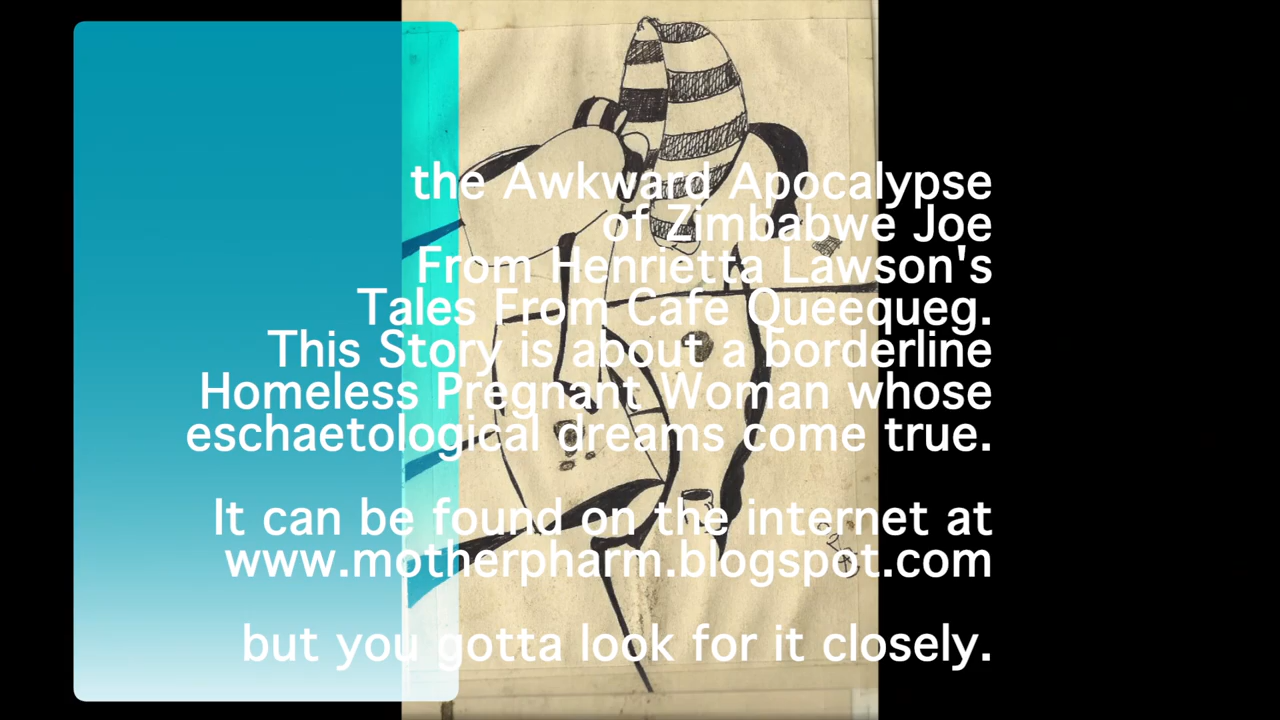 the Awkward Apocalypse
of Zimbabwe Joe
From Henrietta Lawson's
Tales From Cafe Queequeg.
This Story is about a borderline
Homeless Pregnant Woman whose
eschaetological dreams come true.
It can be found on the internet at
www.motherpharm.blogspot.com
but you gotta look for it closely.